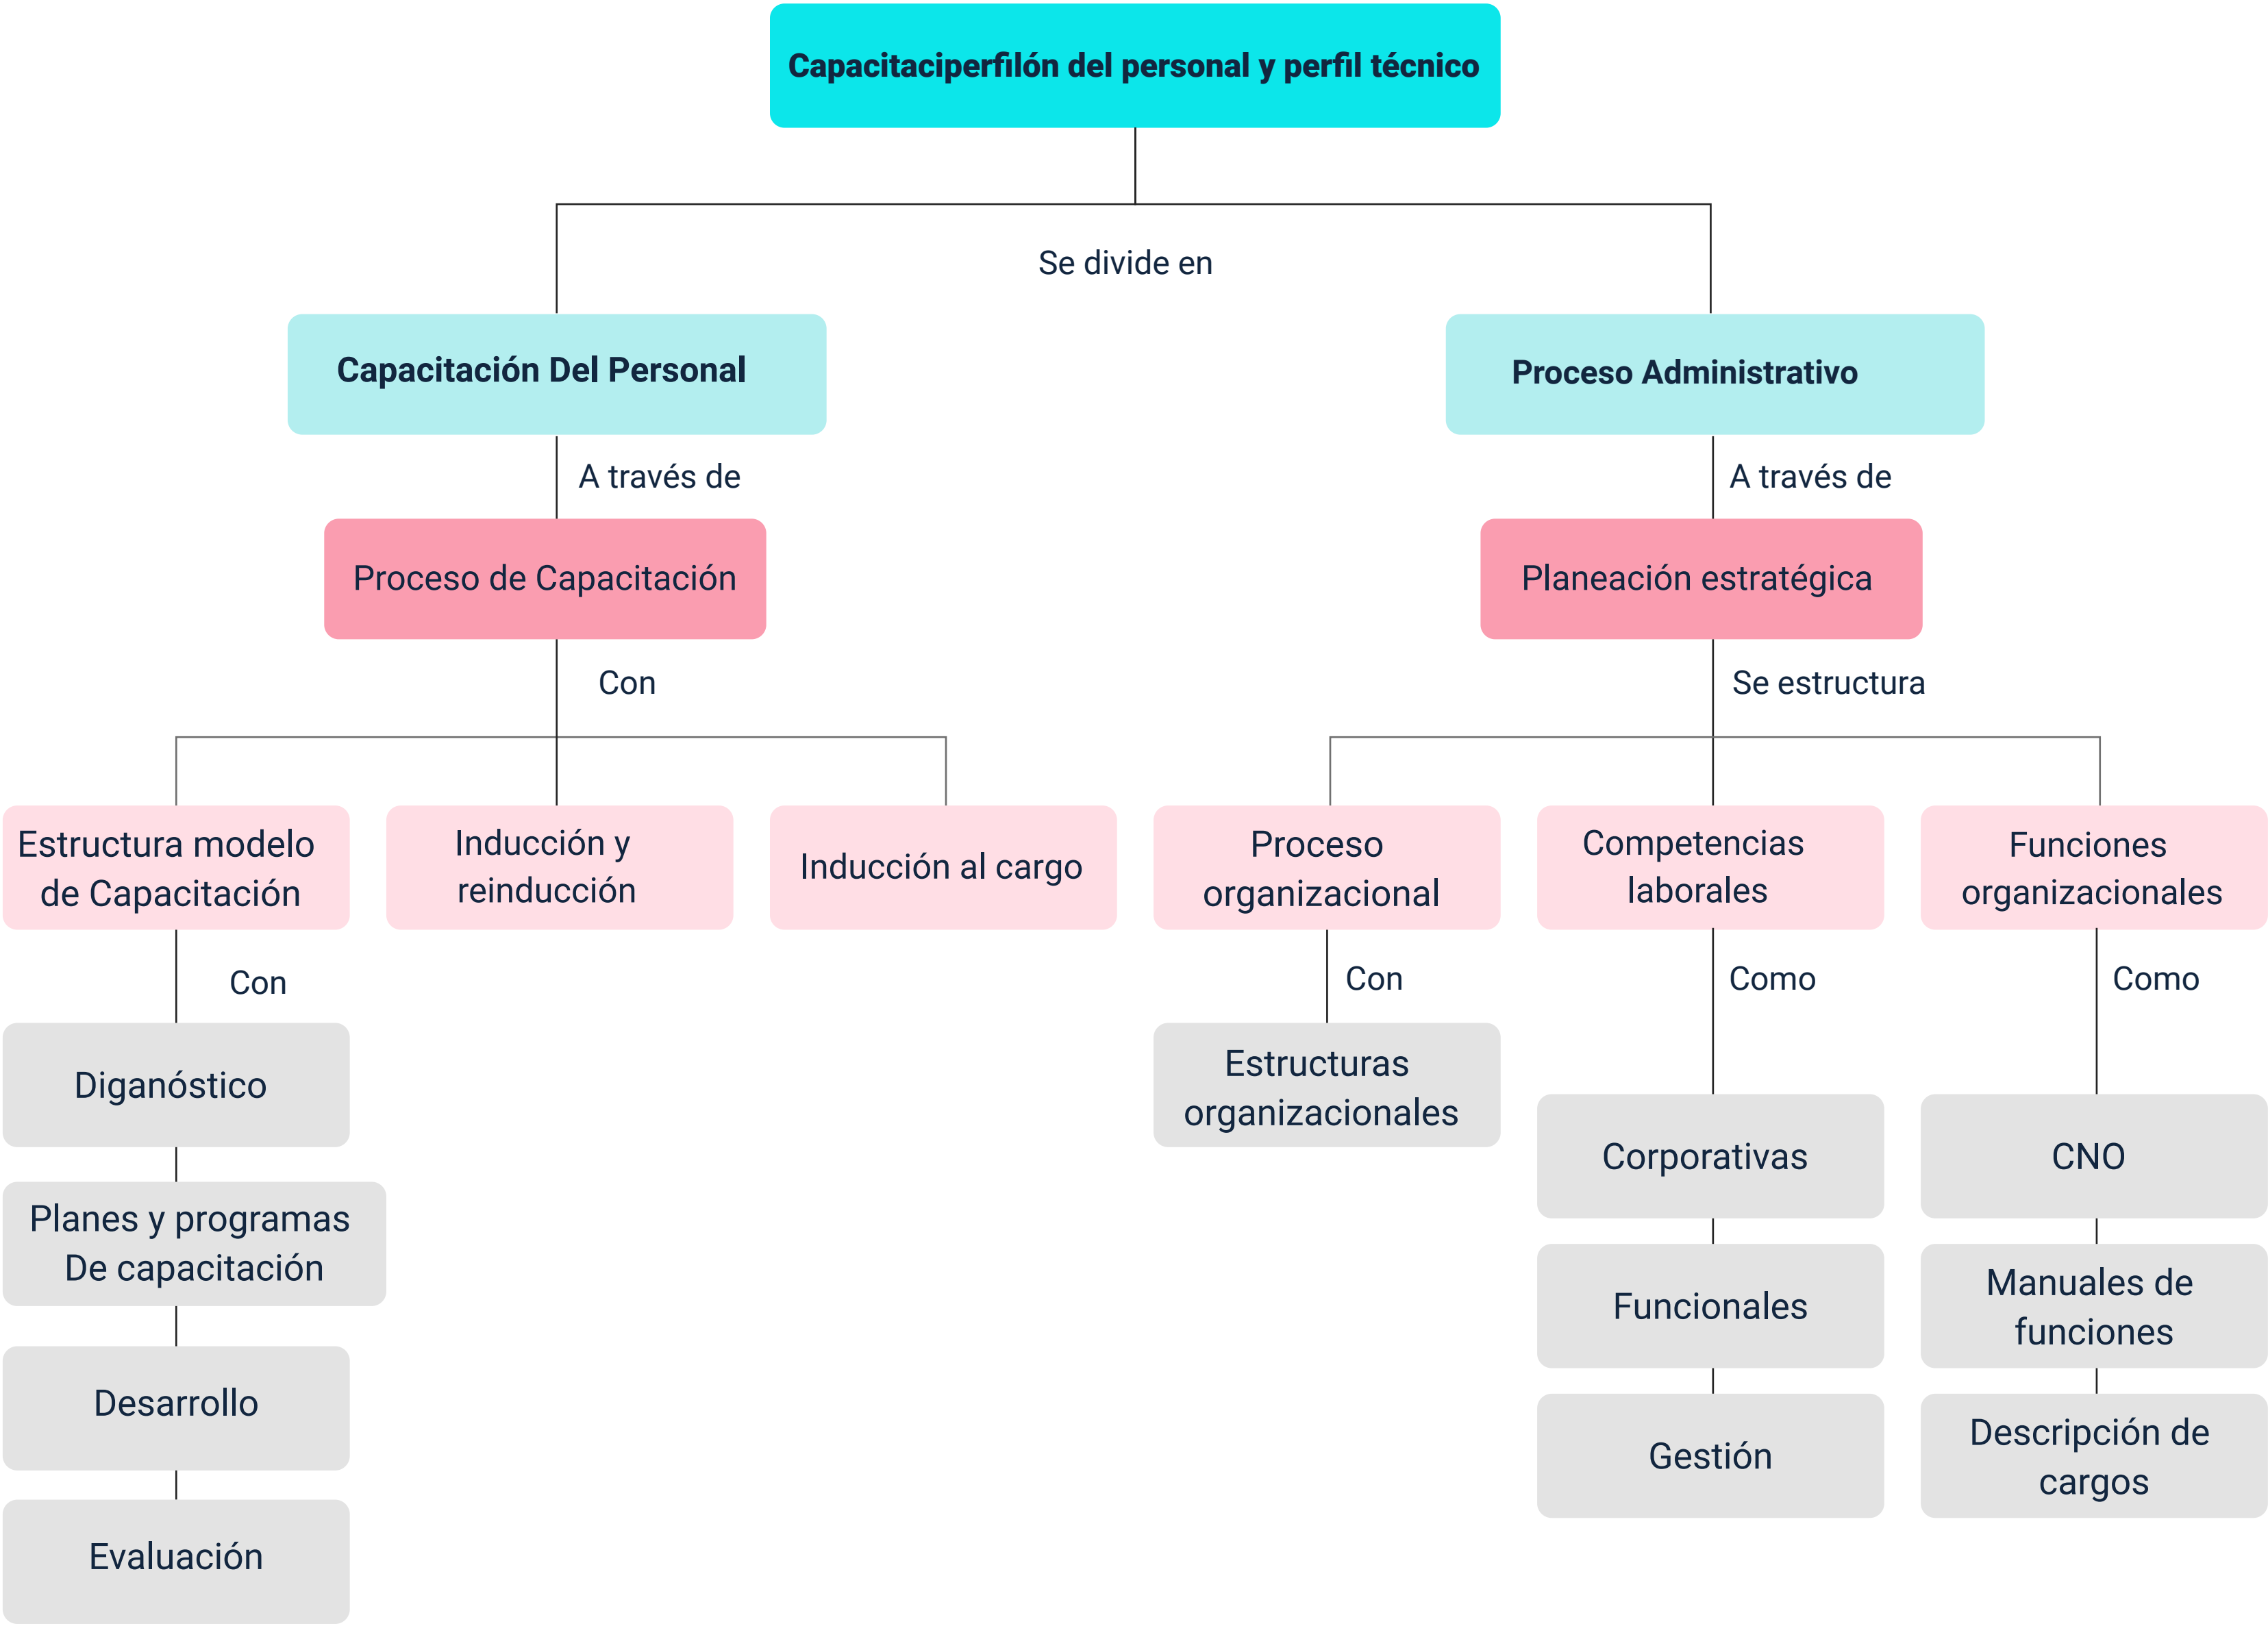 Capacitaciperfilón del personal y perfil técnico
Se divide en
Capacitación Del Personal
Proceso Administrativo
A través de
A través de
Proceso de Capacitación
Planeación estratégica
Con
Se estructura
Estructura modelo
de Capacitación
Inducción y
reinducción
Inducción al cargo
Proceso
organizacional
Competencias
laborales
Funciones
organizacionales
Con
Con
Como
Como
Diganóstico
Estructuras
organizacionales
Corporativas
CNO
Planes y programas
De capacitación
Funcionales
Manuales de
funciones
Desarrollo
Gestión
Descripción de
cargos
Evaluación